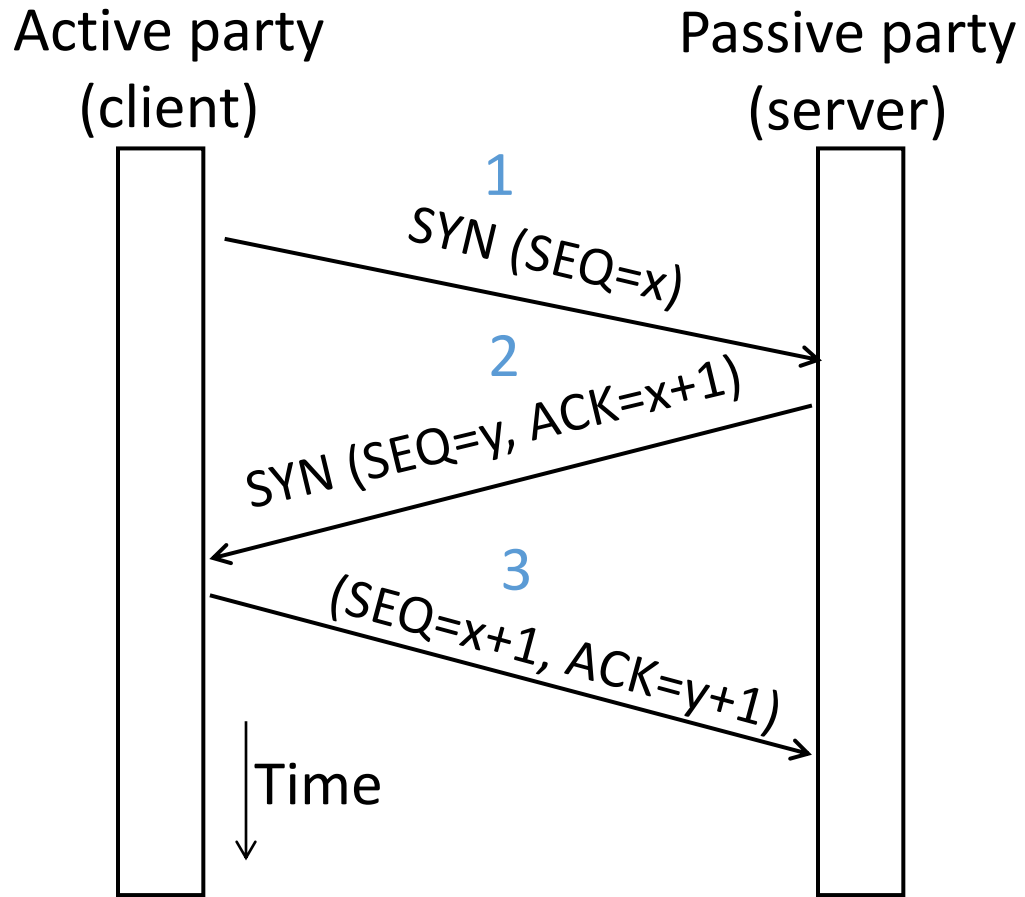 Active party
(client)
Passive party
(server)
1
SYN (SEQ=x)
2
SYN (SEQ=y, ACK=x+1)
3
(SEQ=x+1, ACK=y+1)
Time